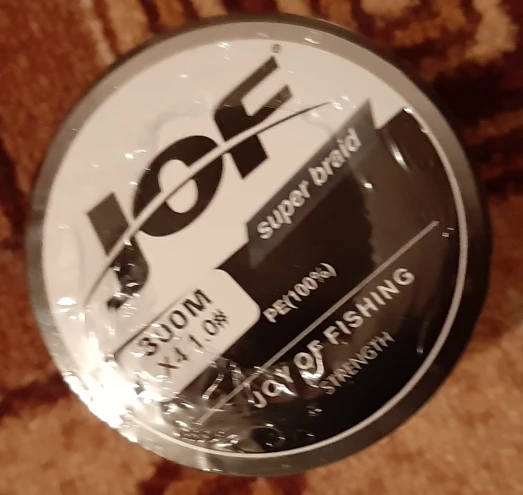 JOF®
super braid
300M
X4 1.0#
PE(100%)
JOY OF FISHING
STRENGTH